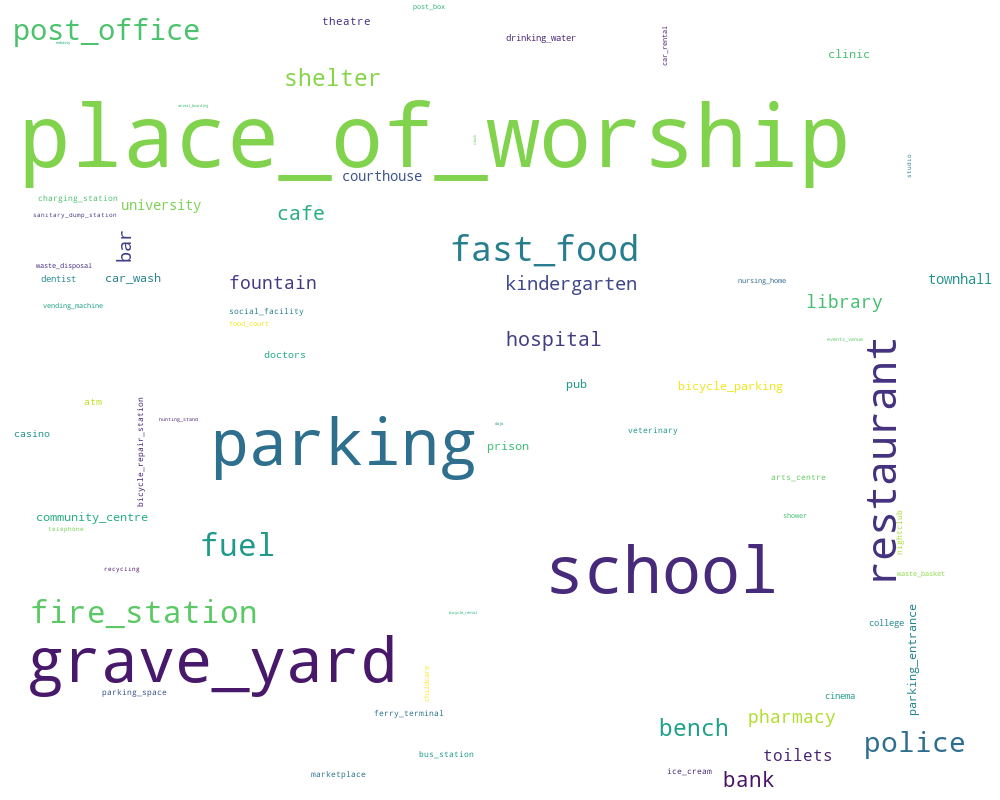 post_box
theatre
post_office
drinking_water
car_rental
clinic
shelter
place_of_worship
studio
courthouse
charging_station
university
cafe
sanitary_dump_station
bar
fast_food
waste_disposal
dentist
car_wash
fountain
kindergarten
nursing_home
townhall
vending_machine
social_facility
library
food_court
hospital
events_venue
doctors
restaurant
pub
bicycle_parking
atm
casino
bicycle_repair_station
hunting_stand
parking
dojo
prison
veterinary
arts_centre
community_centre
telephone
shower
nightclub
fuel
recycling
school
waste_basket
fire_station
bicycle_rental
college
parking_entrance
grave_yard
childcare
parking_space
cinema
ferry_terminal
bench
pharmacy
police
bus_station
toilets
marketplace
ice_cream
bank